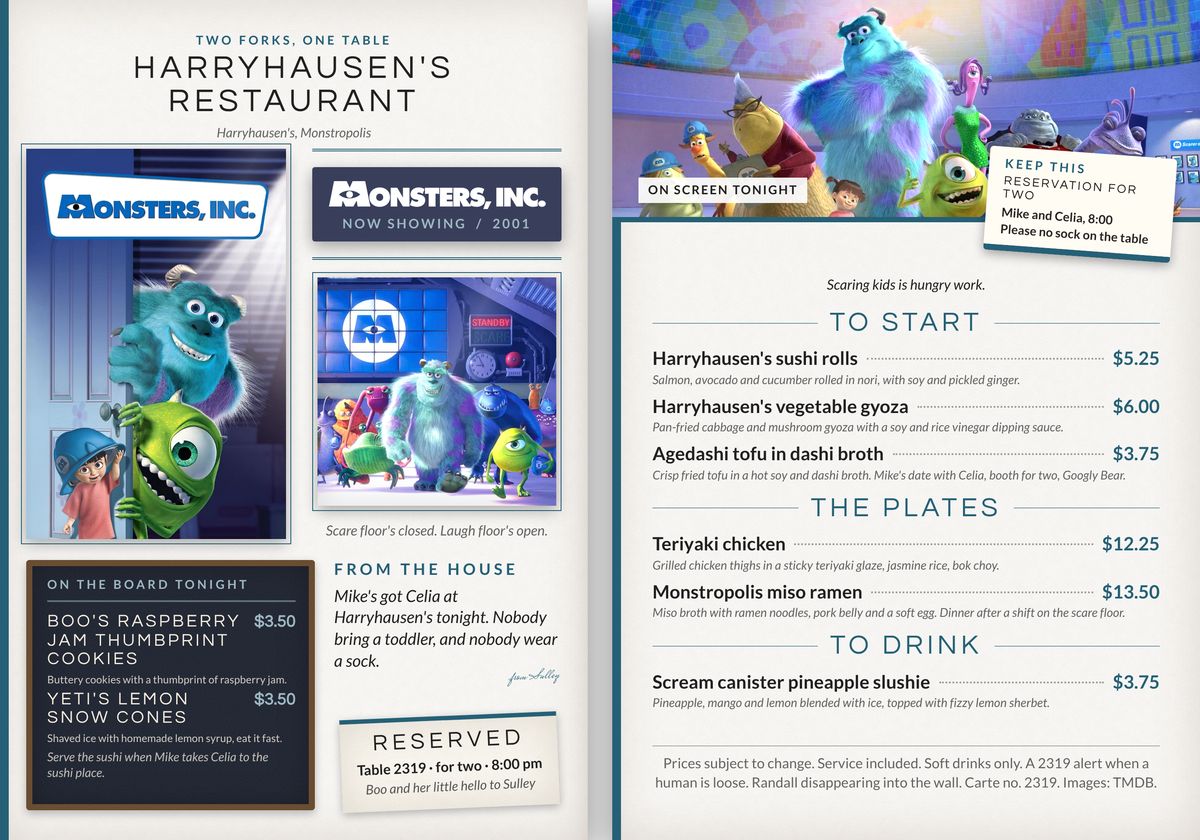 TWO FORKS, ONE TABLE
HARRYHAUSEN'S
RESTAURANT
Harryhausen's, Monstropolis
MONSTERS, INC.
MONSTERS, INC.
NOW SHOWING / 2001
STANDBY
SCARE
Scare floor's closed. Laugh floor's open.
ON THE BOARD TONIGHT
BOO'S RASPBERRY $3.50
JAM THUMBPRINT
COOKIES
Buttery cookies with a thumbprint of raspberry jam.
YETI'S LEMON $3.50
SNOW CONES
Shaved ice with homemade lemon syrup, eat it fast.
Serve the sushi when Mike takes Celia to the
sushi place.
FROM THE HOUSE
Mike's got Celia at
Harryhausen's tonight. Nobody
bring a toddler, and nobody wear
a sock.
from Sulley
RESERVED
Table 2319 · for two · 8:00 pm
Boo and her little hello to Sulley
ON SCREEN TONIGHT
KEEP THIS
RESERVATION FOR
TWO
Mike and Celia, 8:00
Please no sock on the table
Scaring kids is hungry work.
TO START
Harryhausen's sushi rolls $5.25
Salmon, avocado and cucumber rolled in nori, with soy and pickled ginger.
Harryhausen's vegetable gyoza $6.00
Pan-fried cabbage and mushroom gyoza with a soy and rice vinegar dipping sauce.
Agedashi tofu in dashi broth $3.75
Crisp fried tofu in a hot soy and dashi broth. Mike's date with Celia, booth for two, Googly Bear.
THE PLATES
Teriyaki chicken $12.25
Grilled chicken thighs in a sticky teriyaki glaze, jasmine rice, bok choy.
Monstropolis miso ramen $13.50
Miso broth with ramen noodles, pork belly and a soft egg. Dinner after a shift on the scare floor.
TO DRINK
Scream canister pineapple slushie $3.75
Pineapple, mango and lemon blended with ice, topped with fizzy lemon sherbet.
Prices subject to change. Service included. Soft drinks only. A 2319 alert when a
human is loose. Randall disappearing into the wall. Carte no. 2319. Images: TMDB.